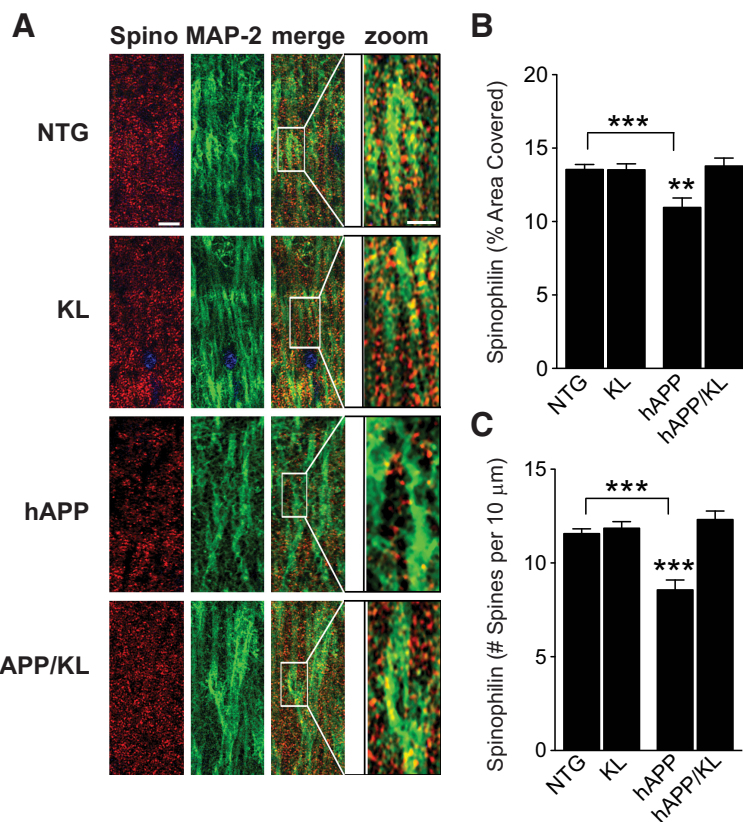 A
Spino MAP-2 merge zoom
NTG
KL
hAPP
APP/KL
B
Spinophilin (% Area Covered)
20
15
10
5
0
***
**
NTG
KL
hAPP
hAPP/KL
C
Spinophilin (# Spines per 10 μm)
15
10
5
0
***
***
NTG
KL
hAPP
hAPP/KL